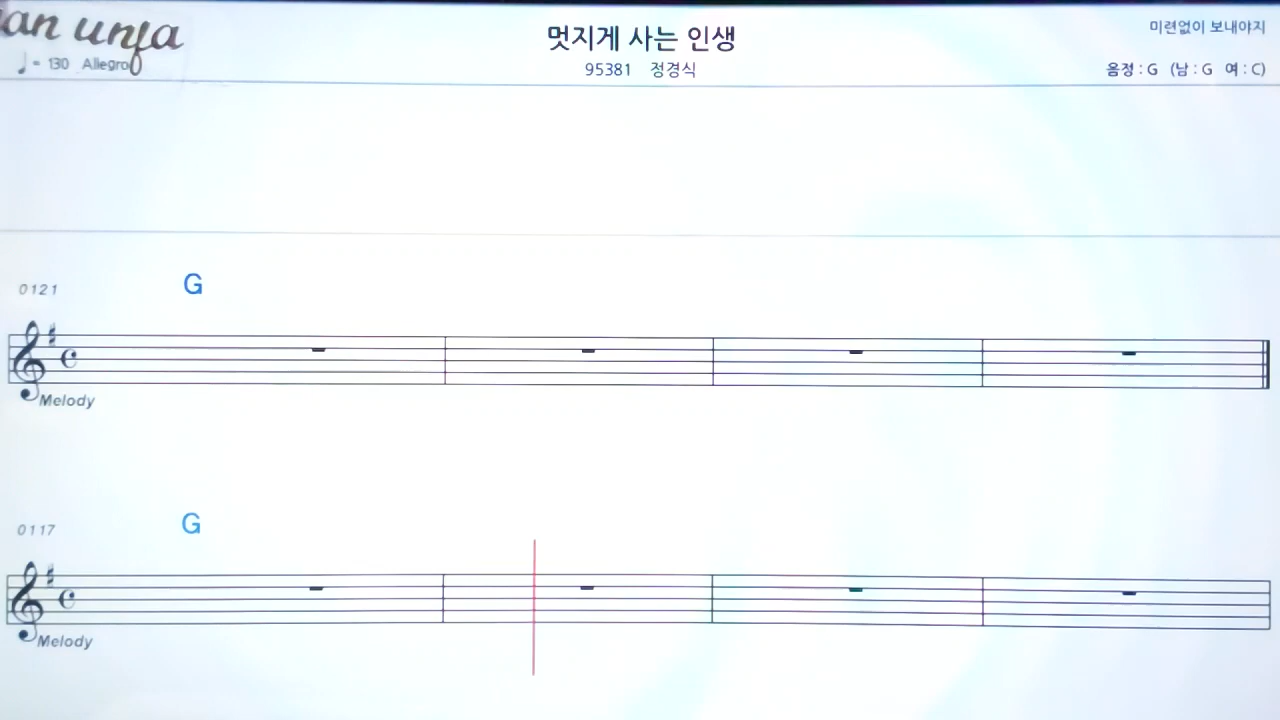 ♩= 130 Allegro
멋지게 사는 인생
95381 정경식
미련없이 보내야지
음정 : G (남 : G 여 : C)
0121 G
Melody
0117 G
Melody